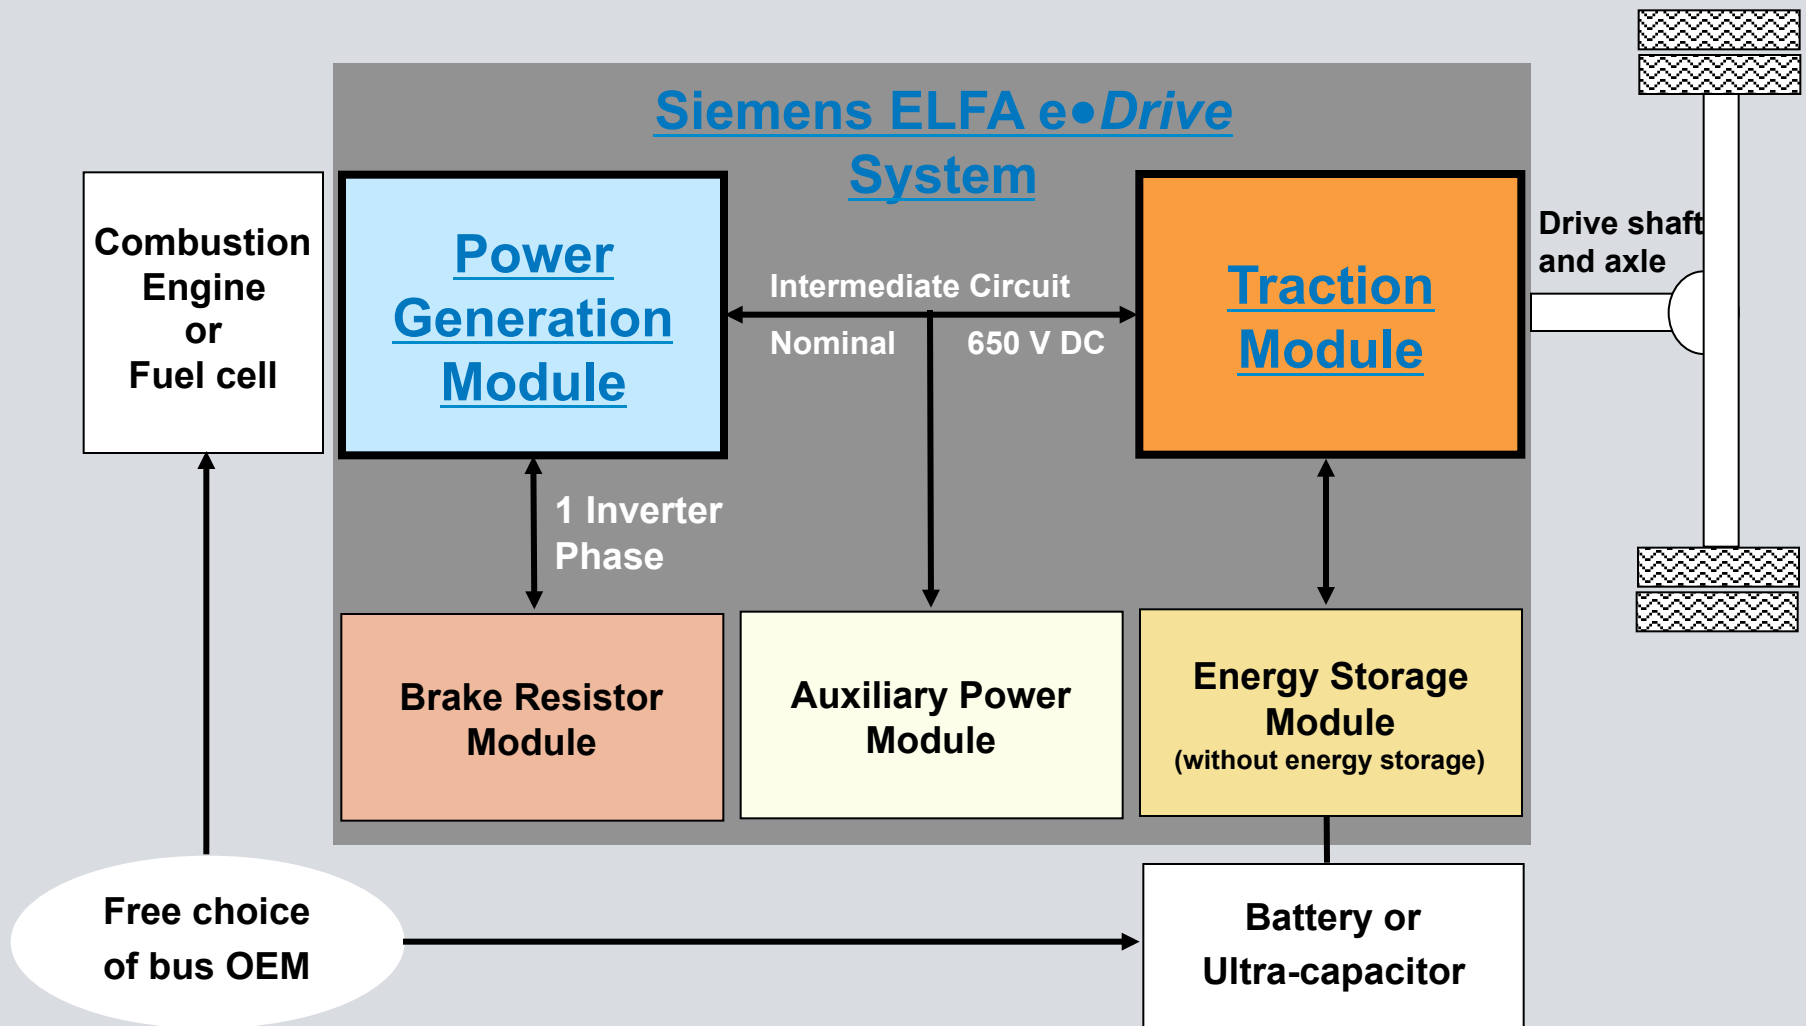 Siemens ELFA e●Drive
System
Combustion
Engine
or
Fuel cell
Power
Generation
Module
Intermediate Circuit
Nominal 650 V DC
Traction
Module
Drive shaft
and axle
1 Inverter
Phase
Brake Resistor
Module
Auxiliary Power
Module
Energy Storage
Module
(without energy storage)
Free choice
of bus OEM
Battery or
Ultra-capacitor